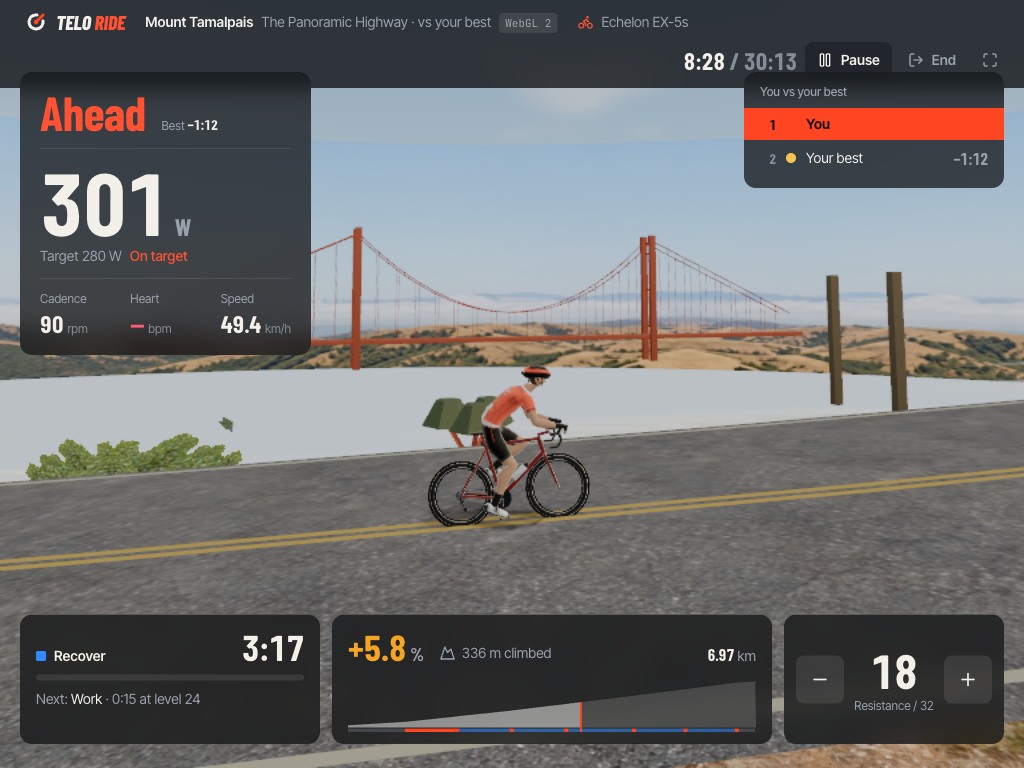 TELO RIDE Mount Tamalpais The Panoramic Highway · vs your best WebGL 2 Echelon EX-5s
8:28 / 30:13 Pause End
Ahead Best −1:12
301 W
Target 280 W On target
Cadence Heart Speed
90 rpm — bpm 49.4 km/h
You vs your best
1 You
2 Your best −1:12
Recover 3:17
Next: Work · 0:15 at level 24
+5.8 % 336 m climbed 6.97 km
− 18 +
Resistance / 32